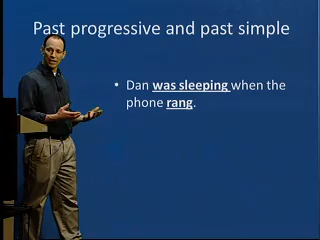 Past progressive and past simple
• Dan was sleeping when the
phone rang.